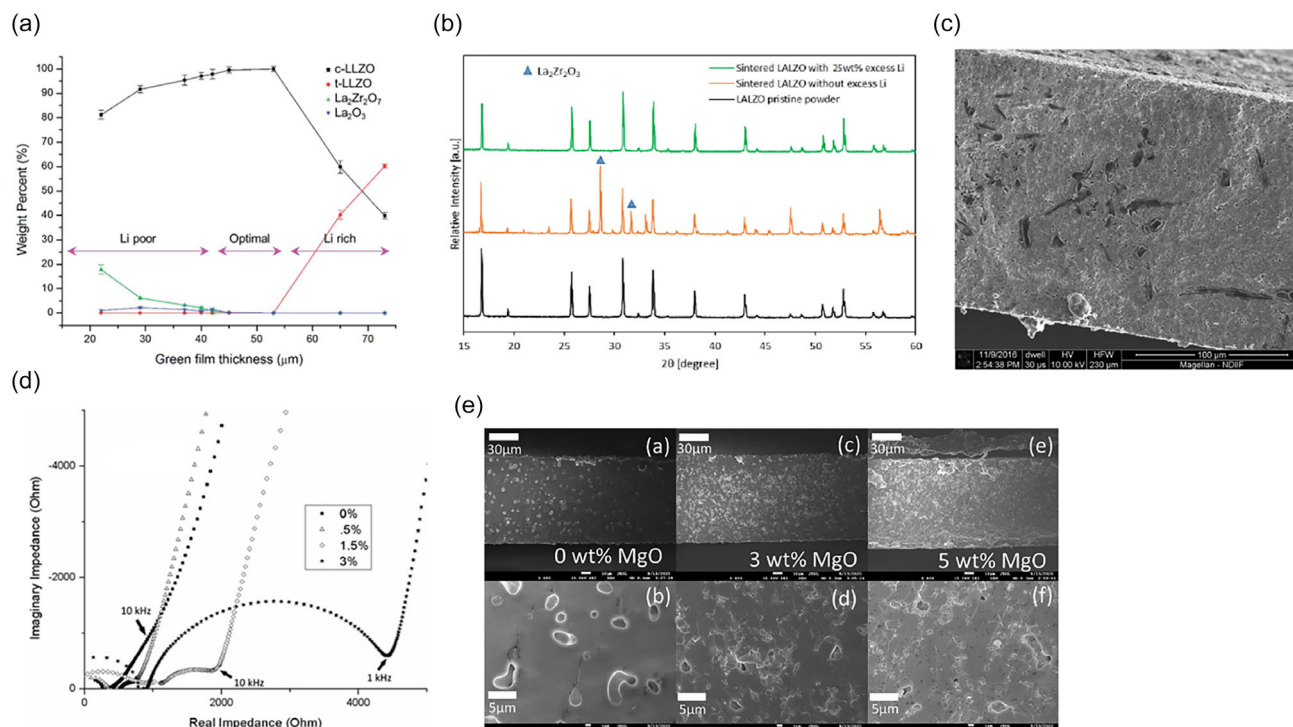 (a)
100
90
80
70
60
50
40
30
20
10
0
Weight Percent (%)
c-LLZO
t-LLZO
La₂Zr₂O₇
La₂O₃
Li poor
Optimal
Li rich
20 30 40 50 60 70
Green film thickness (μm)
(b)
La₂Zr₂O₃
Sintered LALZO with 25wt% excess Li
Sintered LALZO without excess Li
LALZO pristine powder
Relative Intensity [a.u.]
15 20 25 30 35 40 45 50 55 60
2θ [degree]
(c)
11/9/2016 dwell HV HFW 100 μm
2:54:38 PM 30 μs 10.00 kV 230 μm Magellan - NDIIF
(d)
-4000
-2000
0
Imaginary Impedance (Ohm)
0%
.5%
1.5%
3%
10 kHz
10 kHz
1 kHz
0 2000 4000
Real Impedance (Ohm)
(e)
30μm (a) 30μm (c) 30μm (e)
0 wt% MgO 3 wt% MgO 5 wt% MgO
(b) (d) (f)
5μm 5μm 5μm